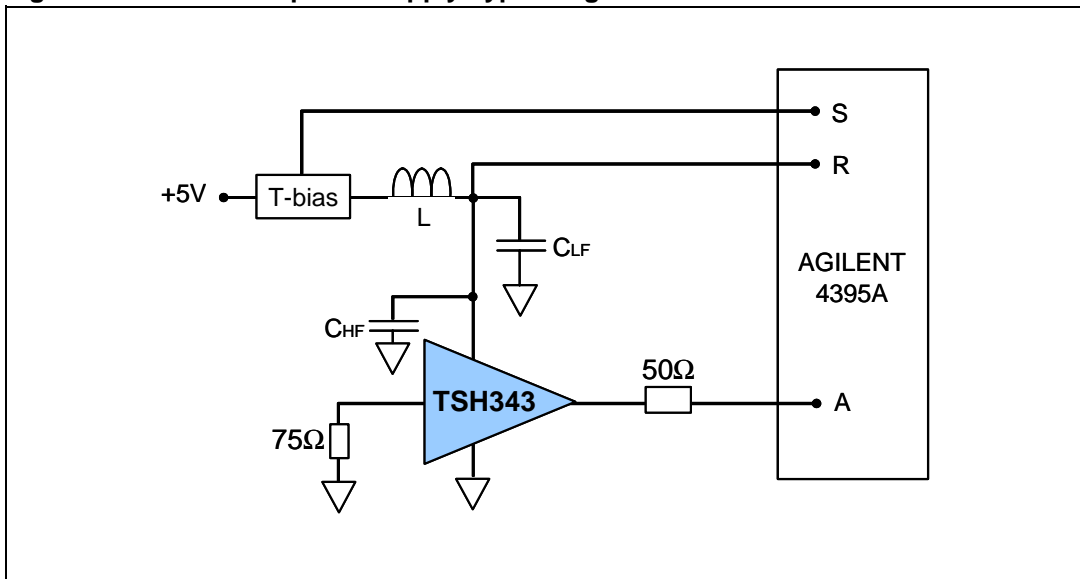 S
R
+5V
T-bias
L
CLF
AGILENT
4395A
CHF
50Ω
TSH343
A
75Ω